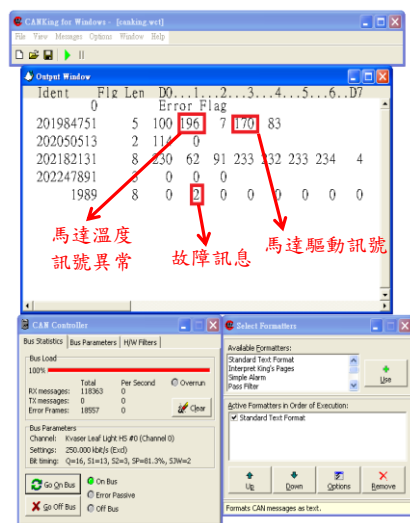 CANKing for Windows - [canking.wct]
File View Messages Options Window Help
Output Window
Ident Flg Len D0...1...2...3...4...5...6..D7
0 Error Flag
201984751 5 100 196 7 170 83
202050513 2 114 0
202182131 8 230 62 91 233 232 233 234 4
202247891 3 0 0 0
1989 8 0 2 0 0 0 0 0 0
馬達溫度
訊號異常
故障訊息
馬達驅動訊號
CAN Controller
Bus Statistics Bus Parameters H/W Filters
Bus Load
100%
Total Per Second Overrun
RX messages: 118363 0
TX messages: 0 0
Error Frames: 18557 0
Clear
Bus Parameters
Channel: Kvaser Leaf Light HS #0 (Channel 0)
Settings: 250.000 kbit/s (Excl)
Bit timing: Q=16, S1=13, S2=3, SP=81.3%, SJW=2
Go On Bus
On Bus
Error Passive
Go Off Bus
Off Bus
Select Formatters
Available Formatters:
Standard Text Format
Interpret King's Pages
Simple Alarm
Pass Filter
Use
Active Formatters in Order of Execution:
Standard Text Format
Up Down Options Remove
Formats CAN messages as text.